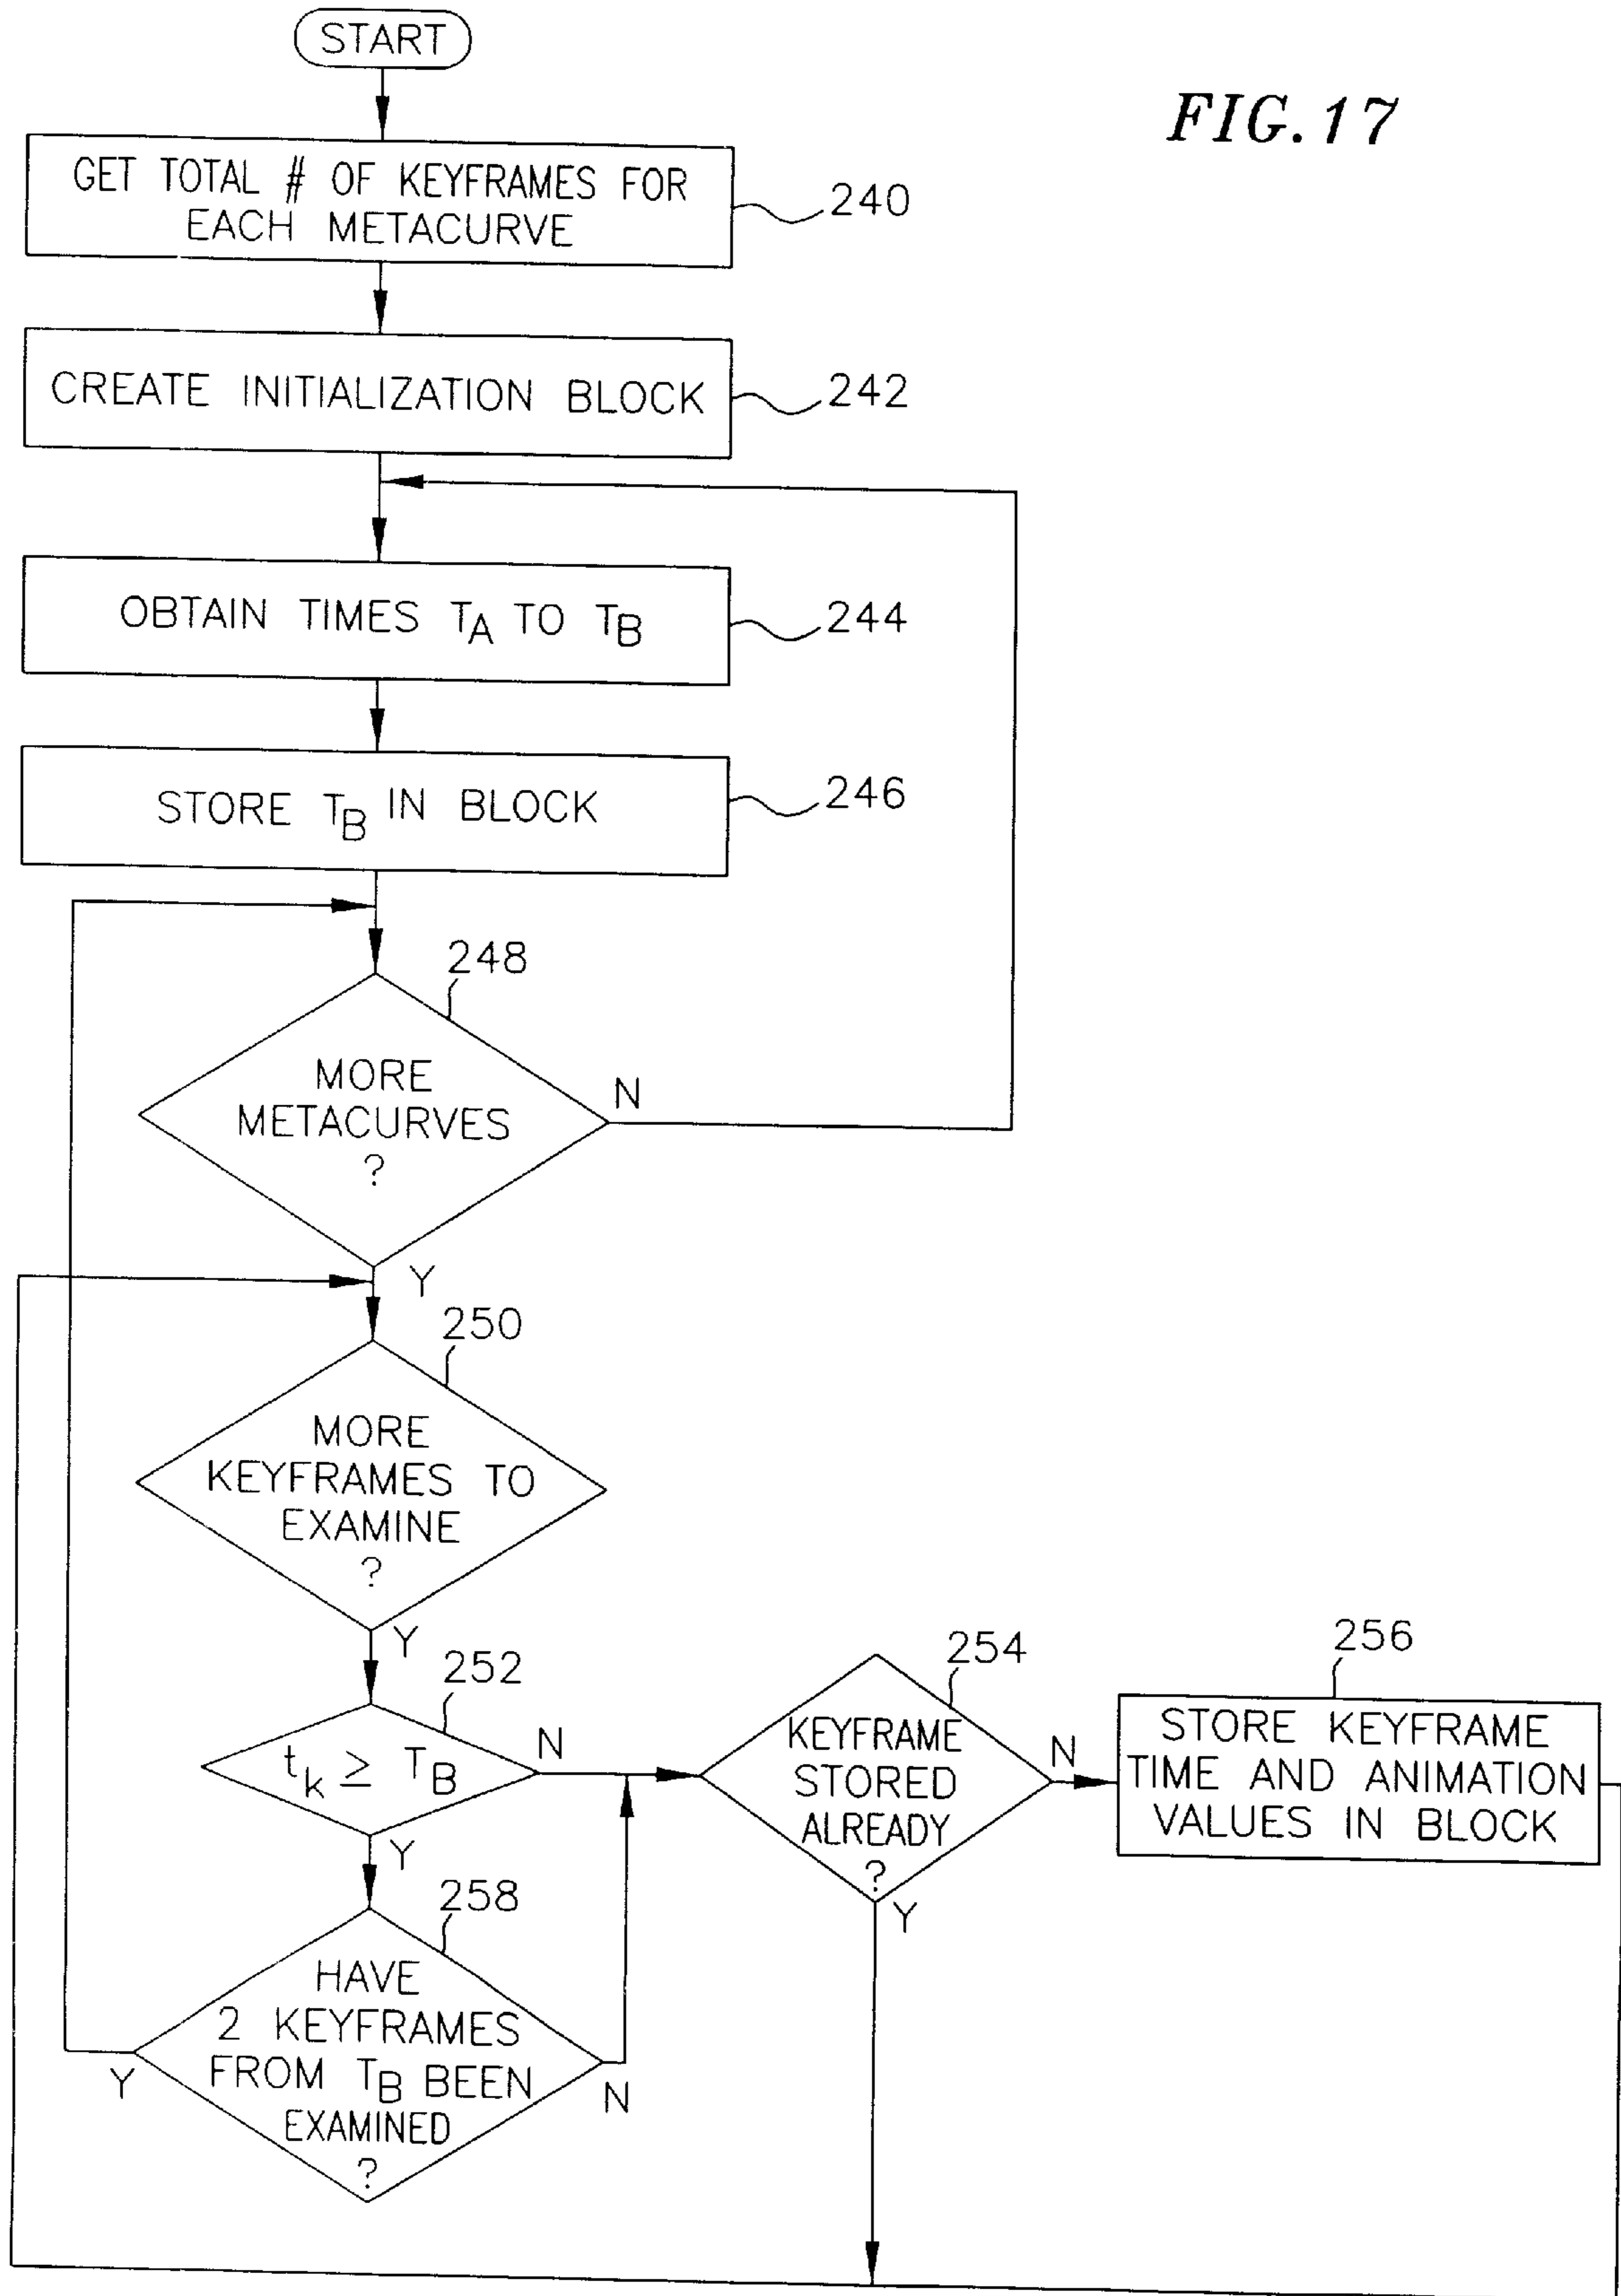 START
FIG. 17
GET TOTAL # OF KEYFRAMES FOR
EACH METACURVE
240
CREATE INITIALIZATION BLOCK
242
OBTAIN TIMES TA TO TB
244
STORE TB IN BLOCK
246
248
MORE
METACURVES
?
N
Y
250
MORE
KEYFRAMES TO
EXAMINE
?
Y
252
tk ≥ TB
N
Y
254
KEYFRAME
STORED
ALREADY
?
N
Y
256
STORE KEYFRAME
TIME AND ANIMATION
VALUES IN BLOCK
258
HAVE
2 KEYFRAMES
FROM TB BEEN
EXAMINED
?
Y
N